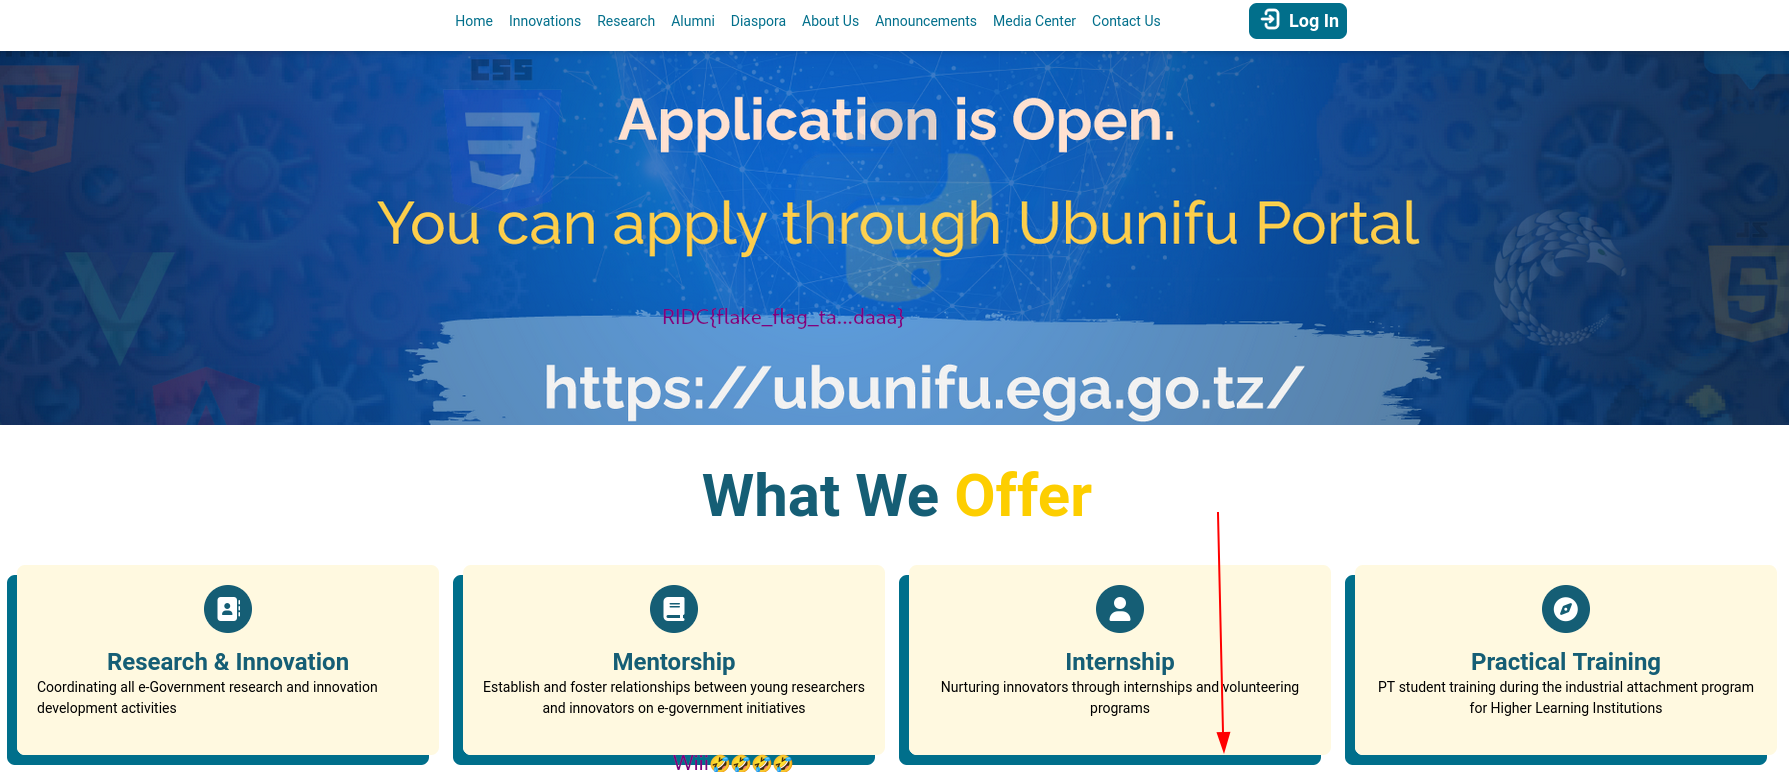 Home Innovations Research Alumni Diaspora About Us Announcements Media Center Contact Us Log In
CSS
Application is Open.
You can apply through Ubunifu Portal
RIDC{flake_flag_ta...daaa}
https://ubunifu.ega.go.tz/
What We Offer
Research & Innovation
Coordinating all e-Government research and innovation
development activities
Mentorship
Establish and foster relationships between young researchers
and innovators on e-government initiatives
Internship
Nurturing innovators through internships and volunteering
programs
Practical Training
PT student training during the industrial attachment program
for Higher Learning Institutions
Wiii🤣🤣🤣🤣